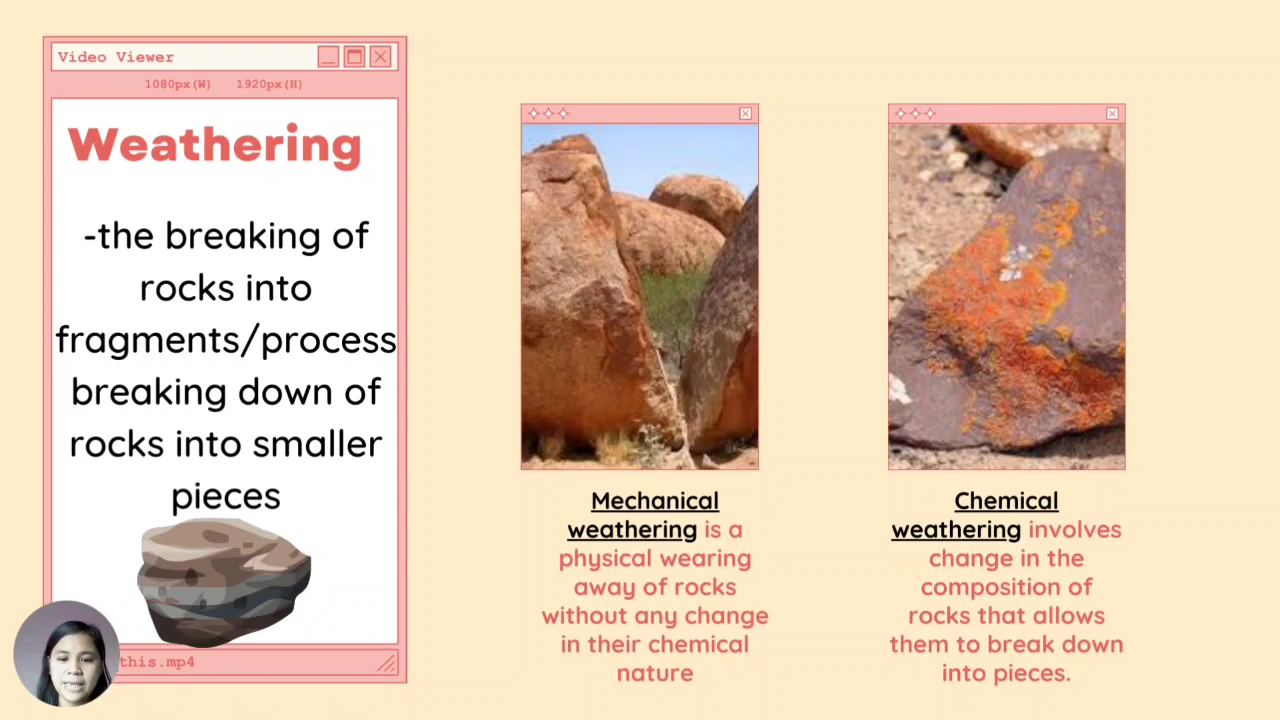 Video Viewer
1080px(W) 1920px(H)
Weathering
-the breaking of
rocks into
fragments/process
breaking down of
rocks into smaller
pieces
this.mp4
Mechanical
weathering is a
physical wearing
away of rocks
without any change
in their chemical
nature
Chemical
weathering involves
change in the
composition of
rocks that allows
them to break down
into pieces.